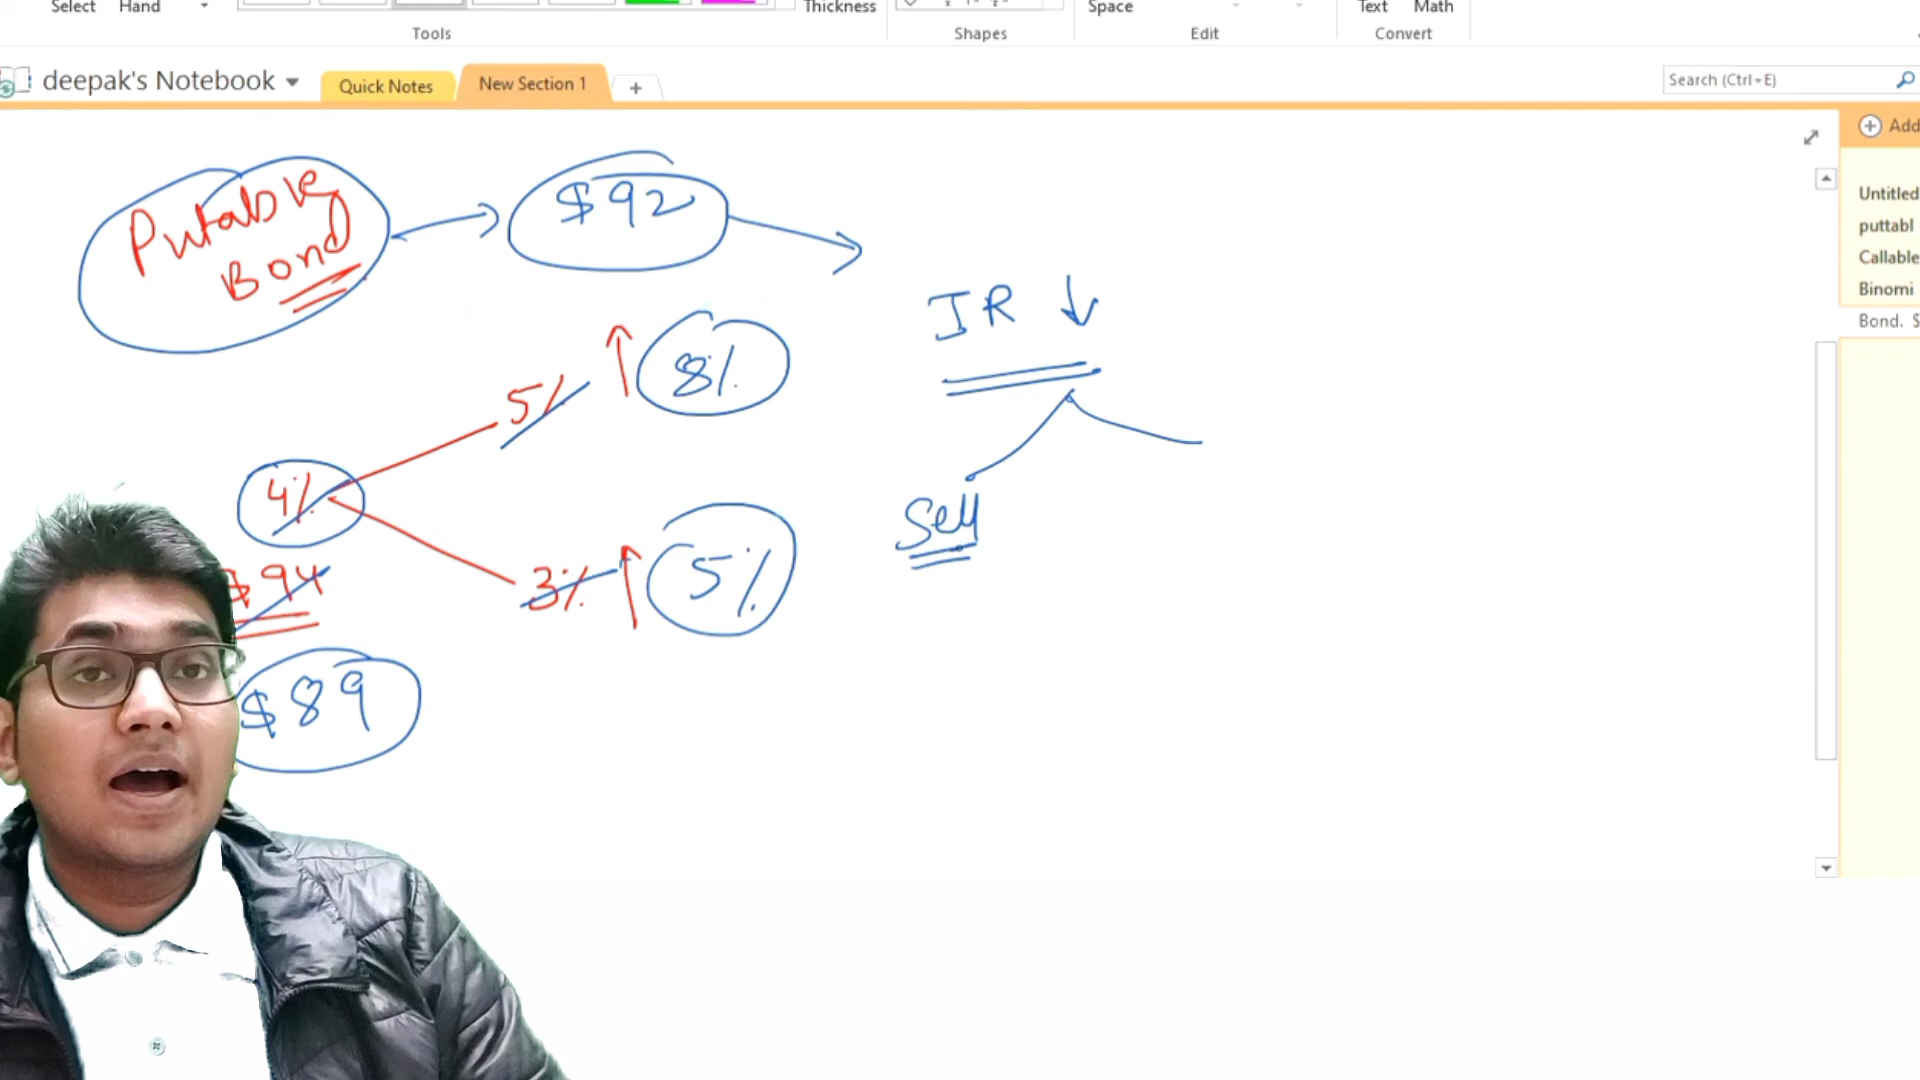 Select Hand
Thickness
Space
Text Math
Tools
Shapes
Edit
Convert
deepak's Notebook
Quick Notes
New Section 1
Search (Ctrl+E)
Add
Untitled
puttabl
Callable
Binomi
Bond. $
Putable
Bond
$92
IR ↓
5% ↑ 8%
4%
Sell
3% ↑ 5%
$94
$89